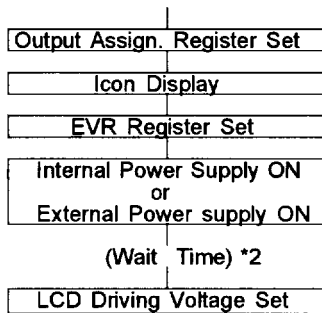 Output Assign. Register Set
Icon Display
EVR Register Set
Internal Power Supply ON
or
External Power supply ON
(Wait Time) *2
LCD Driving Voltage Set